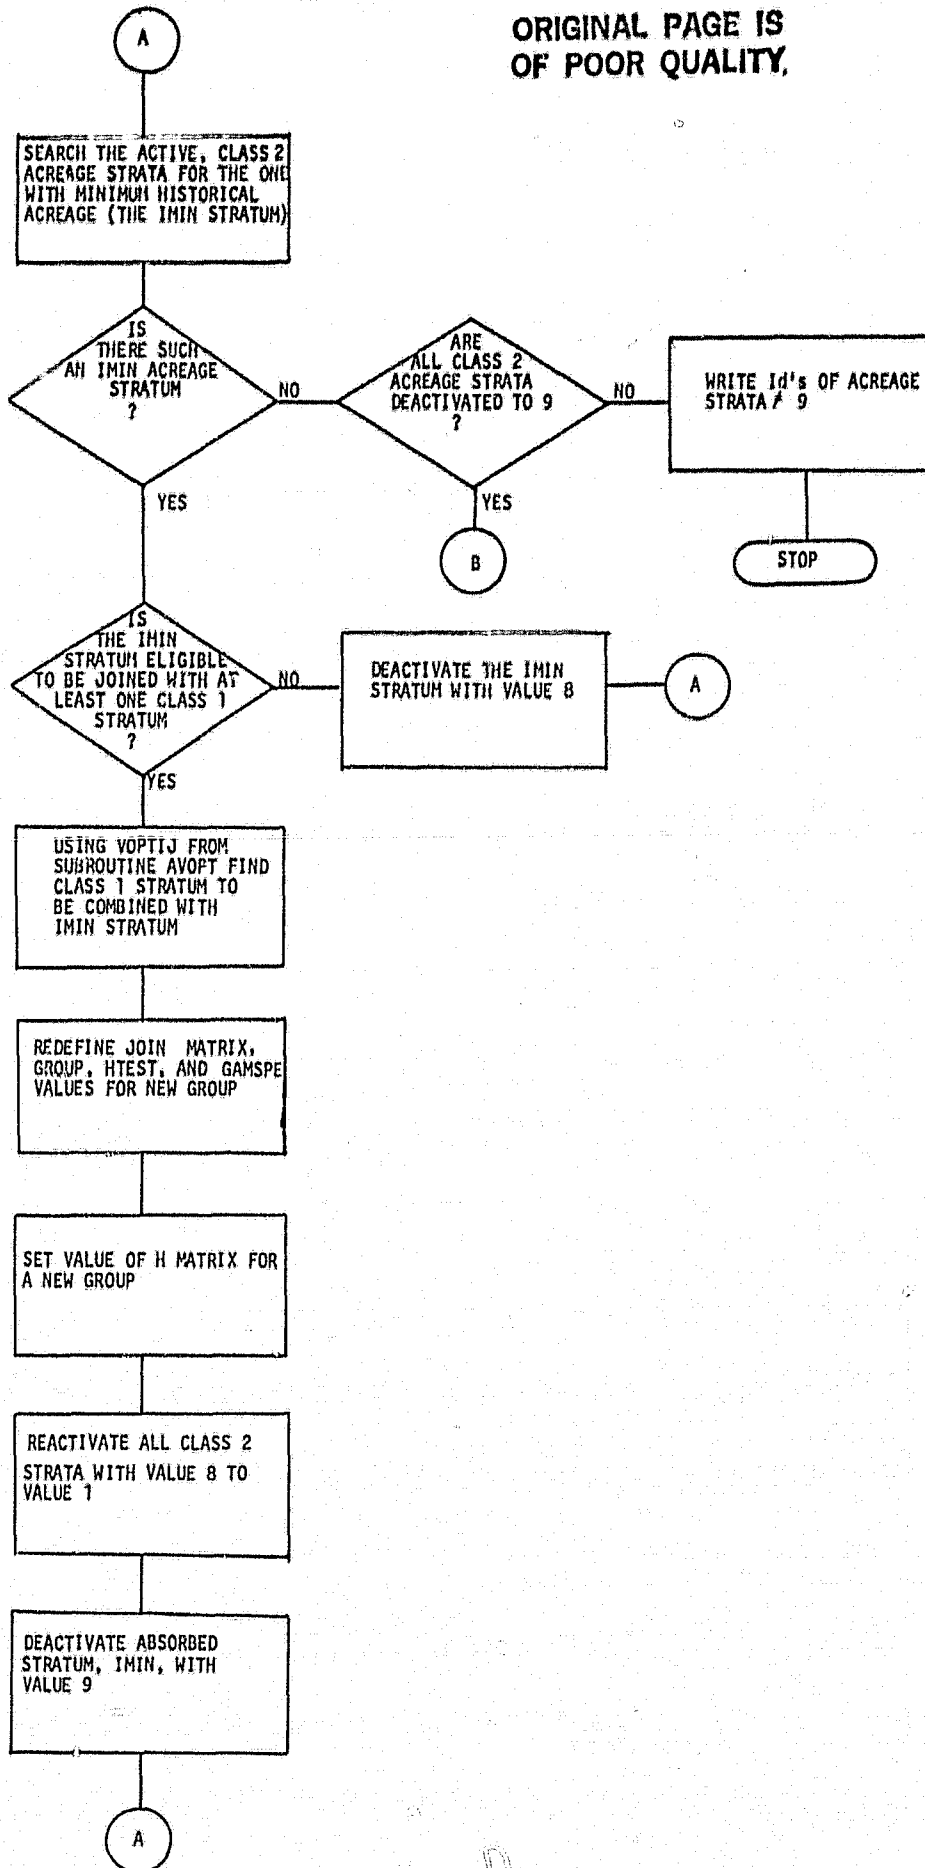 ORIGINAL PAGE IS
OF POOR QUALITY.
A
SEARCH THE ACTIVE, CLASS 2
ACREAGE STRATA FOR THE ONE
WITH MINIMUM HISTORICAL
ACREAGE (THE IMIN STRATUM)
IS
THERE SUCH
AN IMIN ACREAGE
STRATUM
?
NO
YES
ARE
ALL CLASS 2
ACREAGE STRATA
DEACTIVATED TO 9
?
NO
YES
B
WRITE Id's OF ACREAGE
STRATA ≠ 9
STOP
IS
THE IMIN
STRATUM ELIGIBLE
TO BE JOINED WITH AT
LEAST ONE CLASS 1
STRATUM
?
NO
YES
DEACTIVATE THE IMIN
STRATUM WITH VALUE 8
A
USING VOPTIJ FROM
SUBROUTINE AVOPT FIND
CLASS 1 STRATUM TO
BE COMBINED WITH
IMIN STRATUM
REDEFINE JOIN MATRIX,
GROUP, HTEST, AND GAMSPE
VALUES FOR NEW GROUP
SET VALUE OF H MATRIX FOR
A NEW GROUP
REACTIVATE ALL CLASS 2
STRATA WITH VALUE 8 TO
VALUE 1
DEACTIVATE ABSORBED
STRATUM, IMIN, WITH
VALUE 9
A